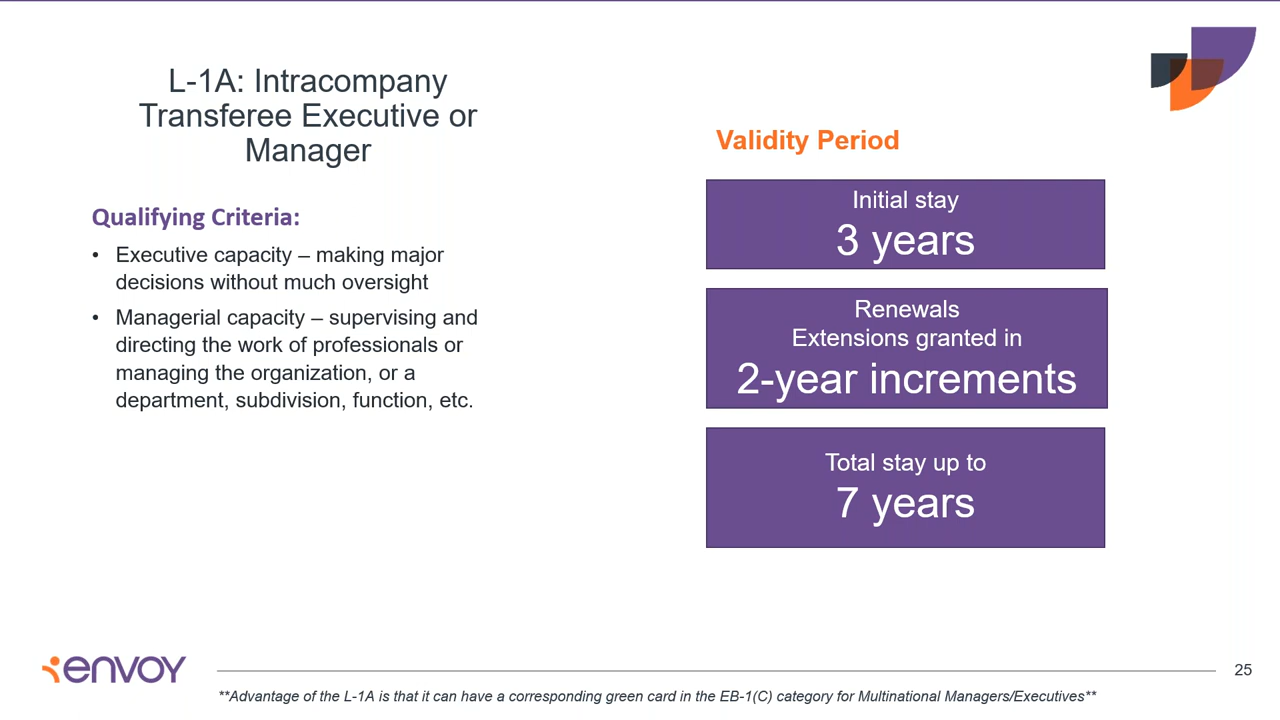 L-1A: Intracompany
Transferee Executive or
Manager
Qualifying Criteria:
• Executive capacity – making major
decisions without much oversight
• Managerial capacity – supervising and
directing the work of professionals or
managing the organization, or a
department, subdivision, function, etc.
Validity Period
Initial stay
3 years
Renewals
Extensions granted in
2-year increments
Total stay up to
7 years
envoy
25
**Advantage of the L-1A is that it can have a corresponding green card in the EB-1(C) category for Multinational Managers/Executives**